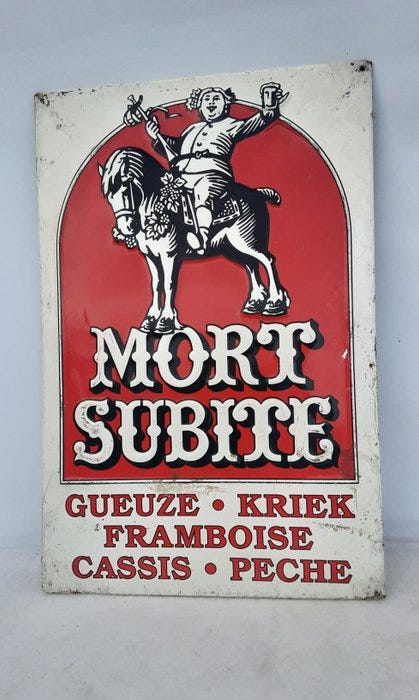 MORT
SUBITE
GUEUZE • KRIEK
FRAMBOISE
CASSIS • PECHE